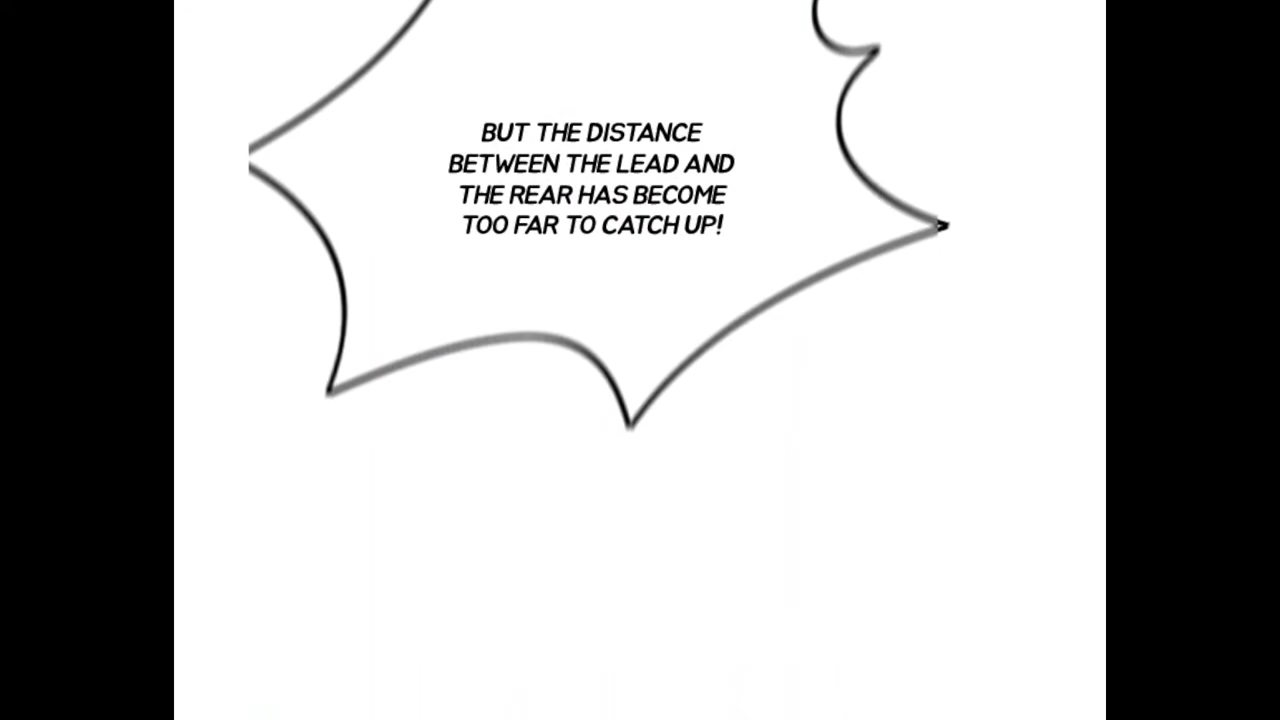 BUT THE DISTANCE
BETWEEN THE LEAD AND
THE REAR HAS BECOME
TOO FAR TO CATCH UP!